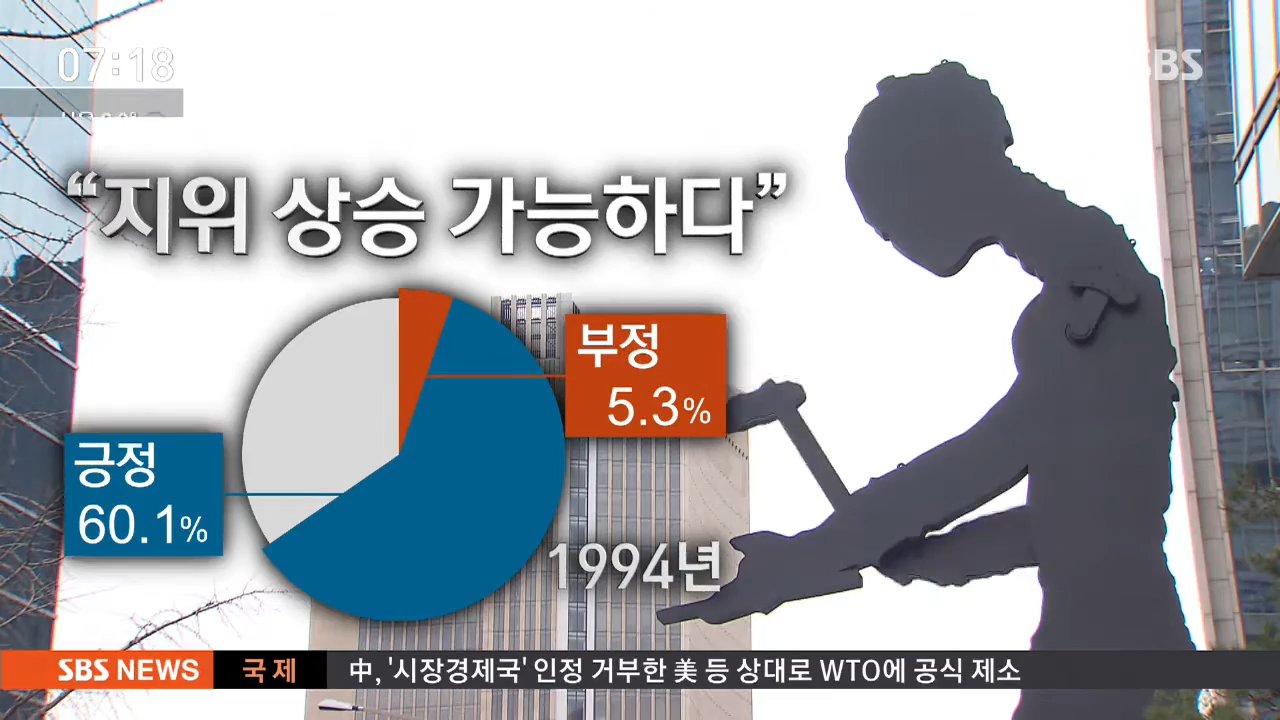 07:18
SBS
“지위 상승 가능하다”
부정
5.3%
긍정
60.1%
1994년
SBS NEWS
국제
中, '시장경제국' 인정 거부한 美 등 상대로 WTO에 공식 제소